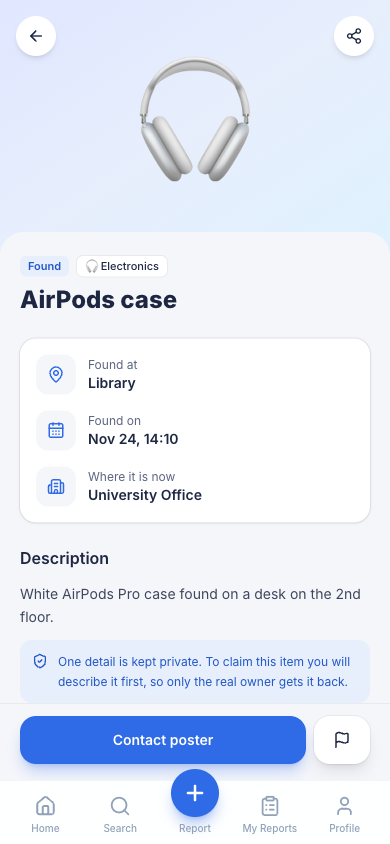 Found
🎧 Electronics
AirPods case
Found at
Library
Found on
Nov 24, 14:10
Where it is now
University Office
Description
White AirPods Pro case found on a desk on the 2nd
floor.
One detail is kept private. To claim this item you will
describe it first, so only the real owner gets it back.
Contact poster
Home
Search
Report
My Reports
Profile